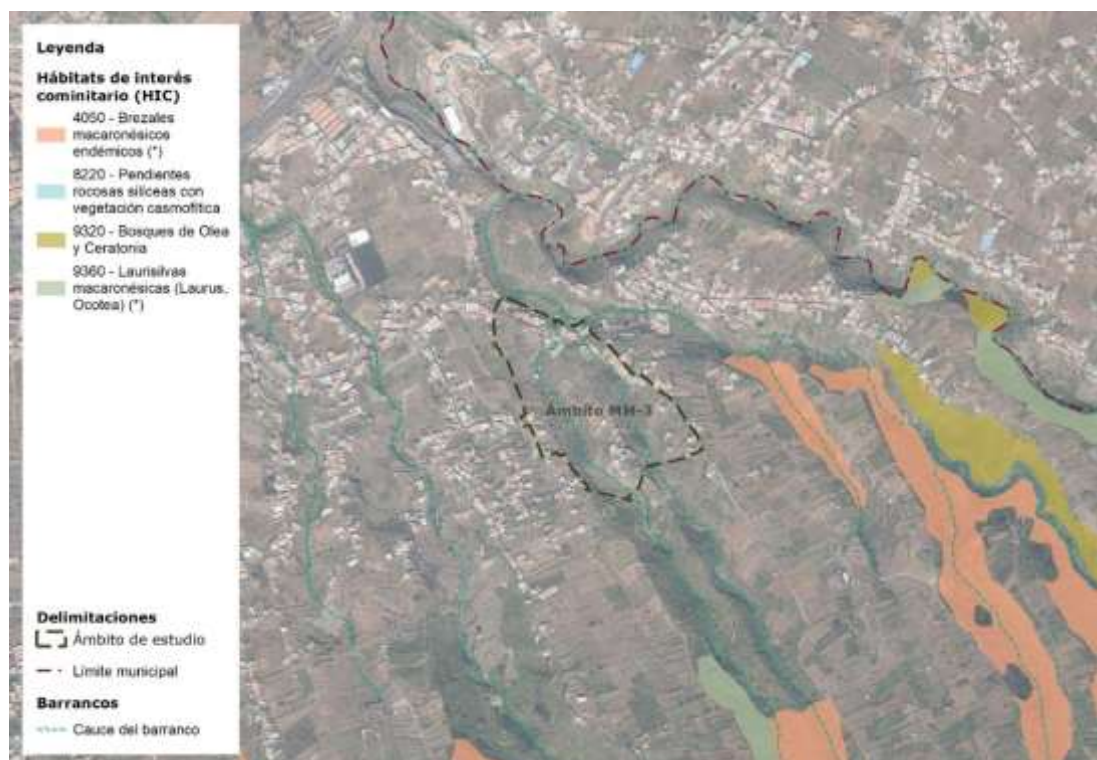 Leyenda
Hábitats de interés
cominitario (HIC)
4050 - Brezales
macaronésicos
endémicos (*)
8220 - Pendientes
rocosas silíceas con
vegetación casmofítica
9320 - Bosques de Olea
y Ceratonia
9360 - Laurisilvas
macaronésicas (Laurus,
Ocotea) (*)
Ámbito MH-3
Delimitaciones
Ámbito de estudio
Límite municipal
Barrancos
Cauce del barranco